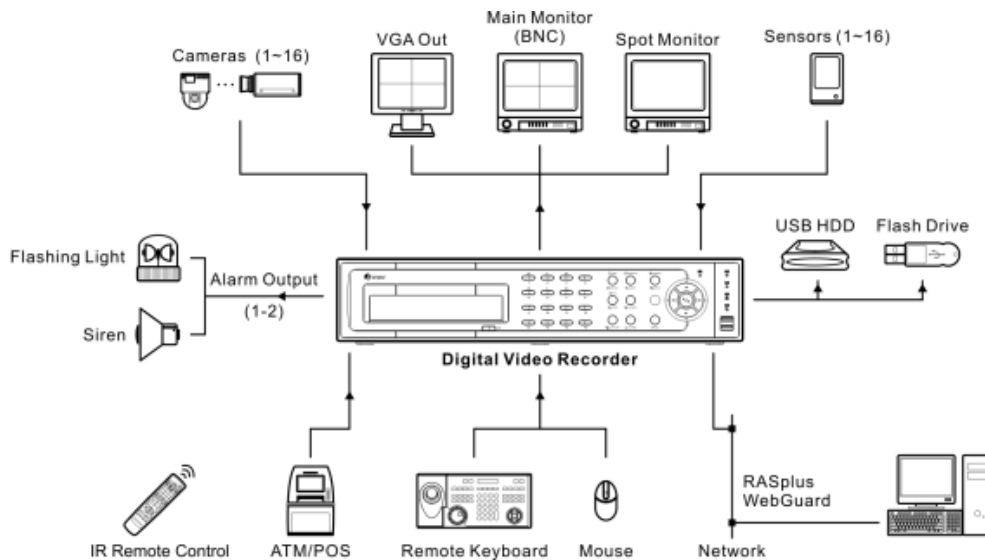 Cameras (1~16)
VGA Out
Main Monitor
(BNC)
Spot Monitor
Sensors (1~16)
USB HDD
Flash Drive
Flashing Light
Alarm Output
(1-2)
Siren
Digital Video Recorder
RASplus
WebGuard
IR Remote Control
ATM/POS
Remote Keyboard
Mouse
Network